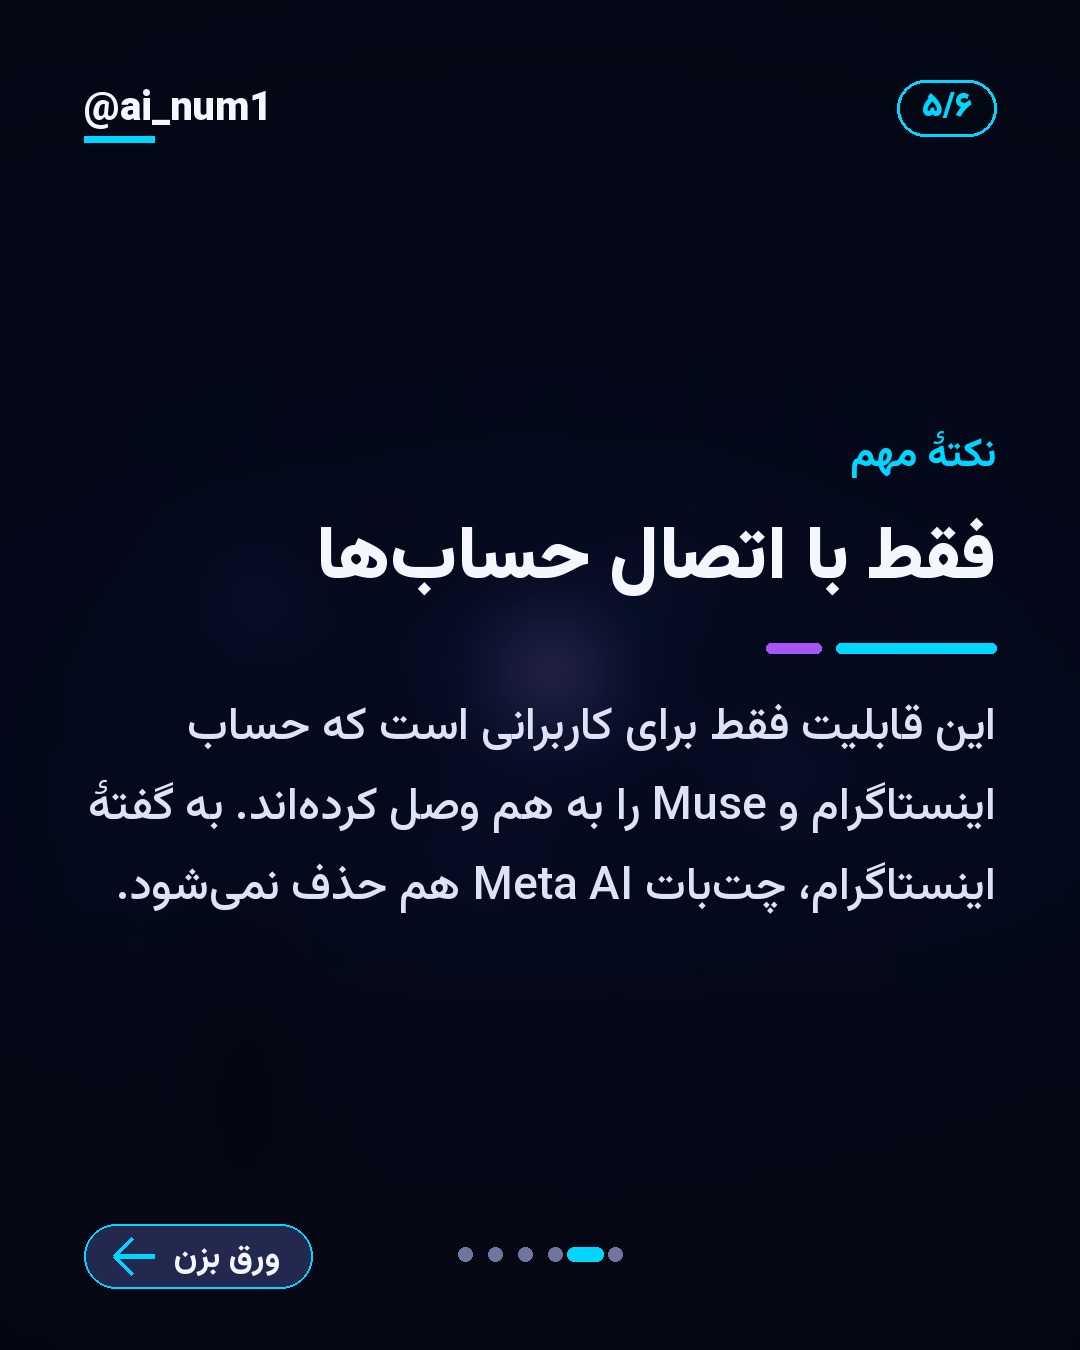 @ai_num1
۵/۶
نکتهٔ مهم
فقط با اتصال حساب‌ها
این قابلیت فقط برای کاربرانی است که حساب
اینستاگرام و Muse را به هم وصل کرده‌اند. به گفتهٔ
اینستاگرام، چت‌بات Meta AI هم حذف نمی‌شود.
ورق بزن